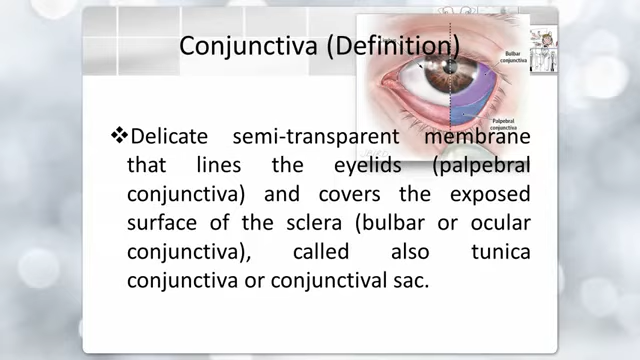 Conjunctiva (Definition)
Bulbar
conjunctiva
Palpebral
conjunctiva
❖Delicate semi-transparent membrane
that lines the eyelids (palpebral
conjunctiva) and covers the exposed
surface of the sclera (bulbar or ocular
conjunctiva), called also tunica
conjunctiva or conjunctival sac.